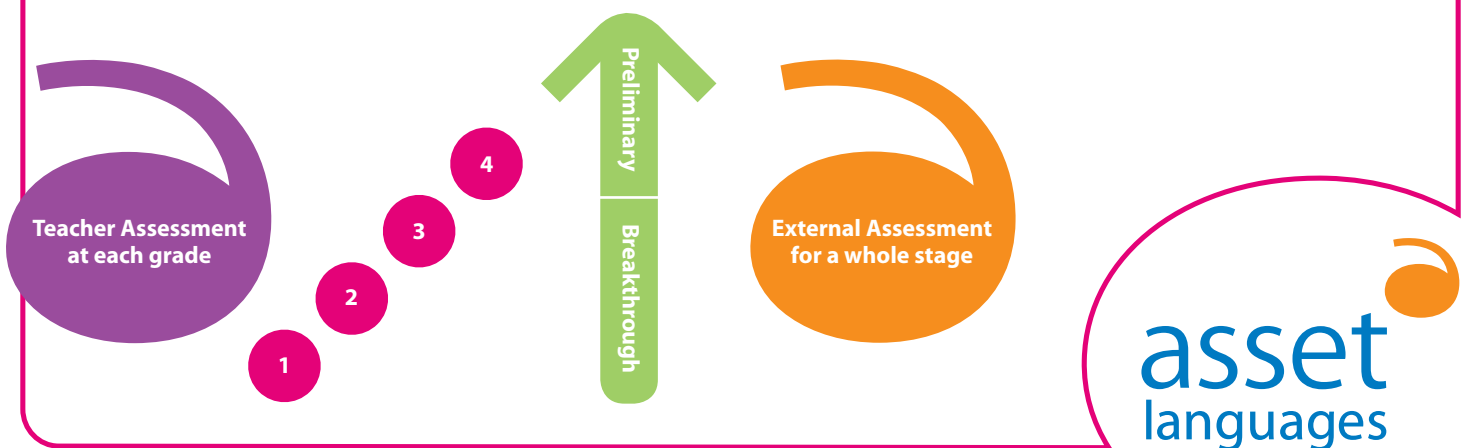 Teacher Assessment
at each grade
1
2
3
4
Preliminary
Breakthrough
External Assessment
for a whole stage
asset
languages